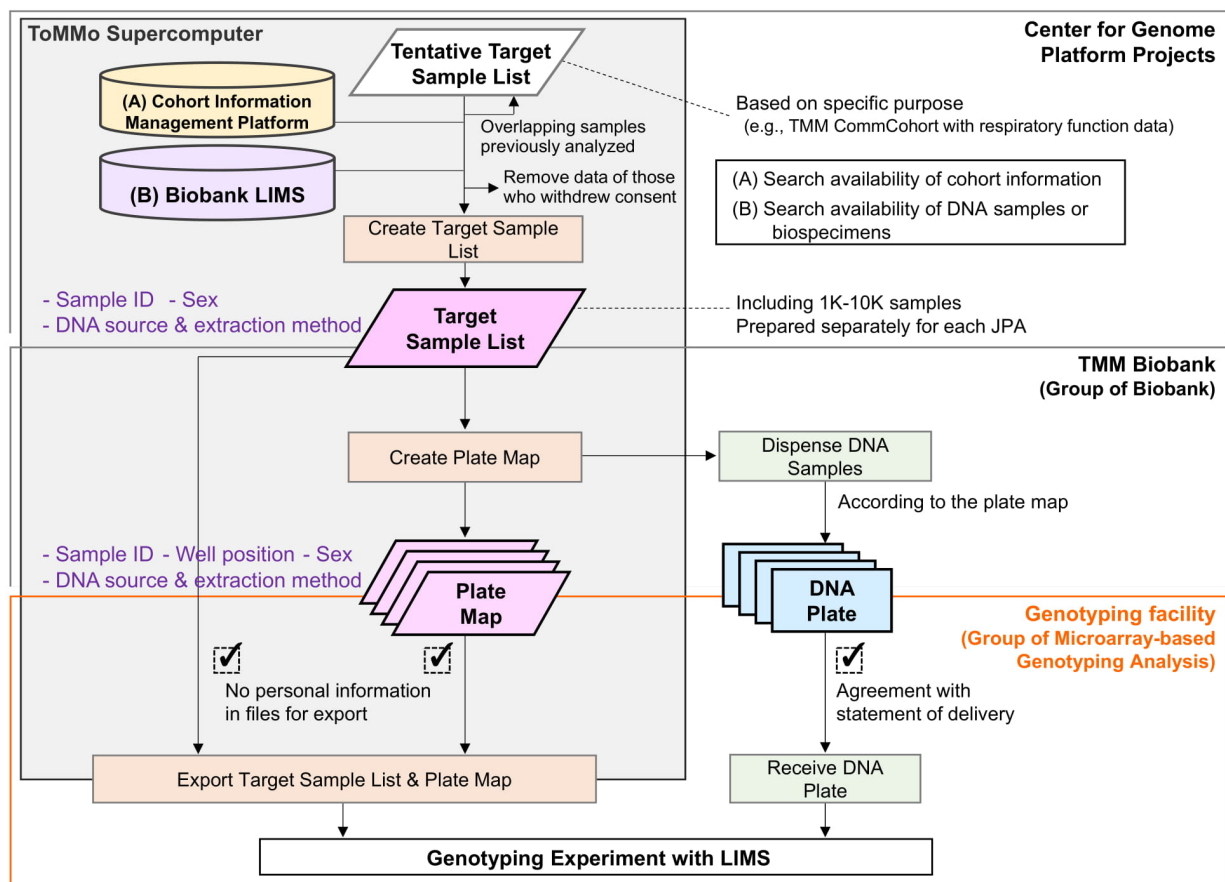 ToMMo Supercomputer
Center for Genome
Platform Projects
Tentative Target
Sample List
(A) Cohort Information
Management Platform
Based on specific purpose
(e.g., TMM CommCohort with respiratory function data)
Overlapping samples
previously analyzed
(B) Biobank LIMS
Remove data of those
who withdrew consent
(A) Search availability of cohort information
(B) Search availability of DNA samples or
biospecimens
Create Target Sample
List
- Sample ID - Sex
- DNA source & extraction method
Target
Sample List
Including 1K-10K samples
Prepared separately for each JPA
TMM Biobank
(Group of Biobank)
Create Plate Map
Dispense DNA
Samples
According to the plate map
- Sample ID - Well position - Sex
- DNA source & extraction method
Plate
Map
DNA
Plate
Genotyping facility
(Group of Microarray-based
Genotyping Analysis)
No personal information
in files for export
Agreement with
statement of delivery
Export Target Sample List & Plate Map
Receive DNA
Plate
Genotyping Experiment with LIMS